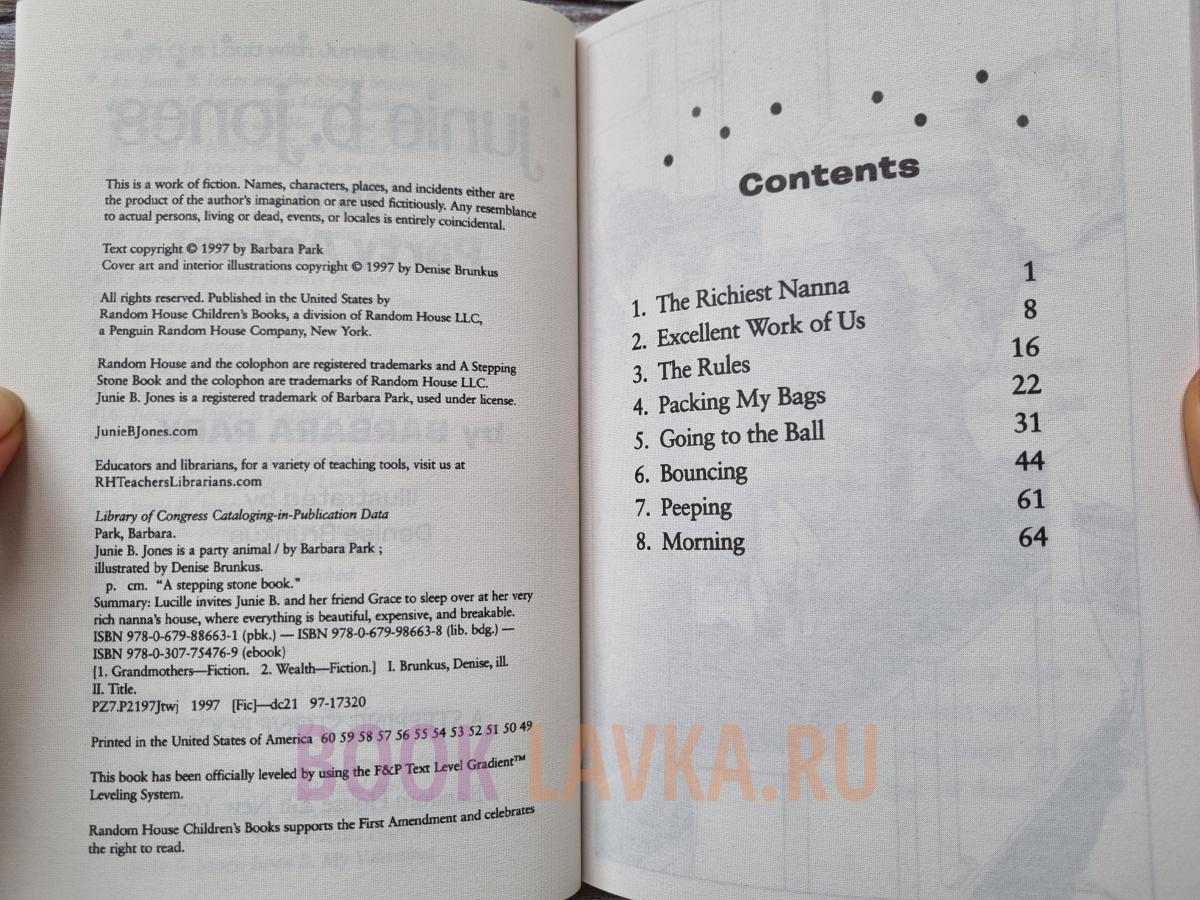 This is a work of fiction. Names, characters, places, and incidents either are
the product of the author's imagination or are used fictitiously. Any resemblance
to actual persons, living or dead, events, or locales is entirely coincidental.
Text copyright © 1997 by Barbara Park
Cover art and interior illustrations copyright © 1997 by Denise Brunkus
All rights reserved. Published in the United States by
Random House Children's Books, a division of Random House LLC,
a Penguin Random House Company, New York.
Random House and the colophon are registered trademarks and A Stepping
Stone Book and the colophon are trademarks of Random House LLC.
Junie B. Jones is a registered trademark of Barbara Park, used under license.
JunieBJones.com
Educators and librarians, for a variety of teaching tools, visit us at
RHTeachersLibrarians.com
Library of Congress Cataloging-in-Publication Data
Park, Barbara.
Junie B. Jones is a party animal / by Barbara Park ;
illustrated by Denise Brunkus.
p. cm. “A stepping stone book.”
Summary: Lucille invites Junie B. and her friend Grace to sleep over at her very
rich nanna's house, where everything is beautiful, expensive, and breakable.
ISBN 978-0-679-88663-1 (pbk.) — ISBN 978-0-679-98663-8 (lib. bdg.) —
ISBN 978-0-307-75476-9 (ebook)
[1. Grandmothers—Fiction. 2. Wealth—Fiction.] I. Brunkus, Denise, ill.
II. Title.
PZ7.P2197Jtwj 1997 [Fic]—dc21 97-17320
Printed in the United States of America 60 59 58 57 56 55 54 53 52 51 50 49
This book has been officially leveled by using the F&P Text Level Gradient™
Leveling System.
Random House Children's Books supports the First Amendment and celebrates
the right to read.
Contents
1. The Richiest Nanna 1
2. Excellent Work of Us 8
3. The Rules 16
4. Packing My Bags 22
5. Going to the Ball 31
6. Bouncing 44
7. Peeping 61
8. Morning 64
BOOK LAVKA.RU